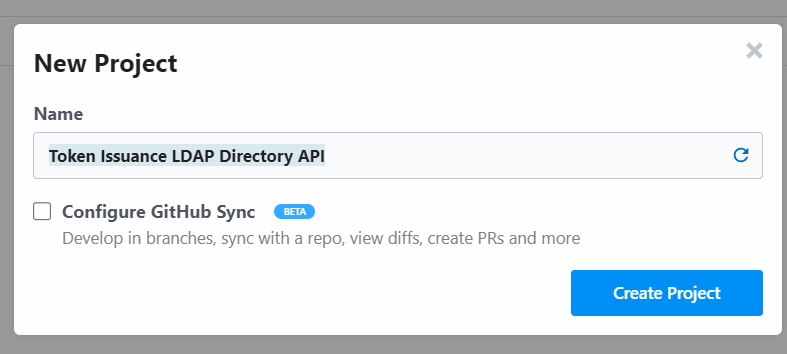 New Project
Name
Token Issuance LDAP Directory API
Configure GitHub Sync BETA
Develop in branches, sync with a repo, view diffs, create PRs and more
Create Project